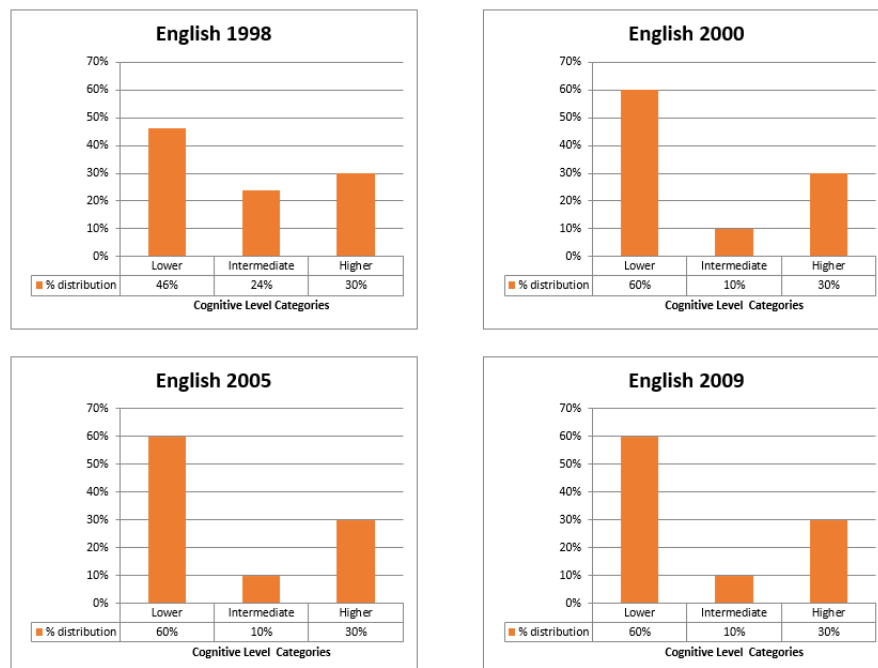 English 1998
70%
60%
50%
40%
30%
20%
10%
0%
Lower Intermediate Higher
% distribution 46% 24% 30%
Cognitive Level Categories
English 2000
70%
60%
50%
40%
30%
20%
10%
0%
Lower Intermediate Higher
% distribution 60% 10% 30%
Cognitive Level Categories
English 2005
70%
60%
50%
40%
30%
20%
10%
0%
Lower Intermediate Higher
% distribution 60% 10% 30%
Cognitive Level Categories
English 2009
70%
60%
50%
40%
30%
20%
10%
0%
Lower Intermediate Higher
% distribution 60% 10% 30%
Cognitive Level Categories